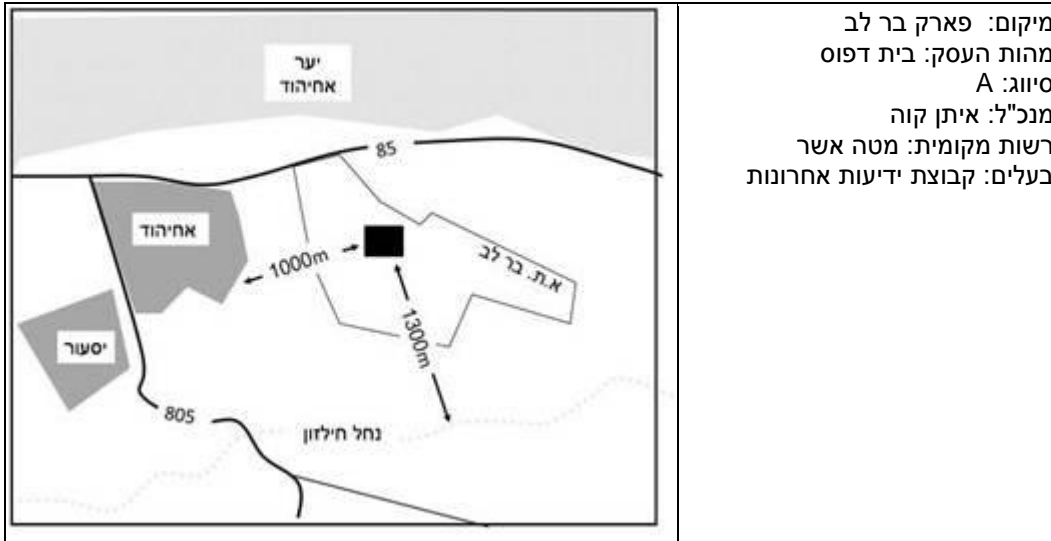 מיקום: פארק בר לב
מהות העסק: בית דפוס
סיווג: A
מנכ"ל: איתן קוה
רשות מקומית: מטה אשר
בעלים: קבוצת ידיעות אחרונות
יער
אחיהוד
85
אחיהוד
1000m
א.ת. בר לב
1300m
יסעור
805
נחל חילזון